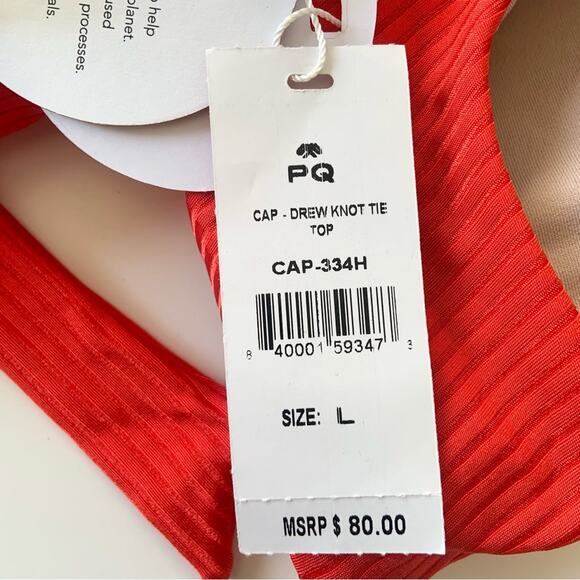 o help
planet.
used
processes.
als.
PQ
CAP - DREW KNOT TIE
TOP
CAP-334H
8 40001 59347 3
SIZE: L
MSRP $ 80.00